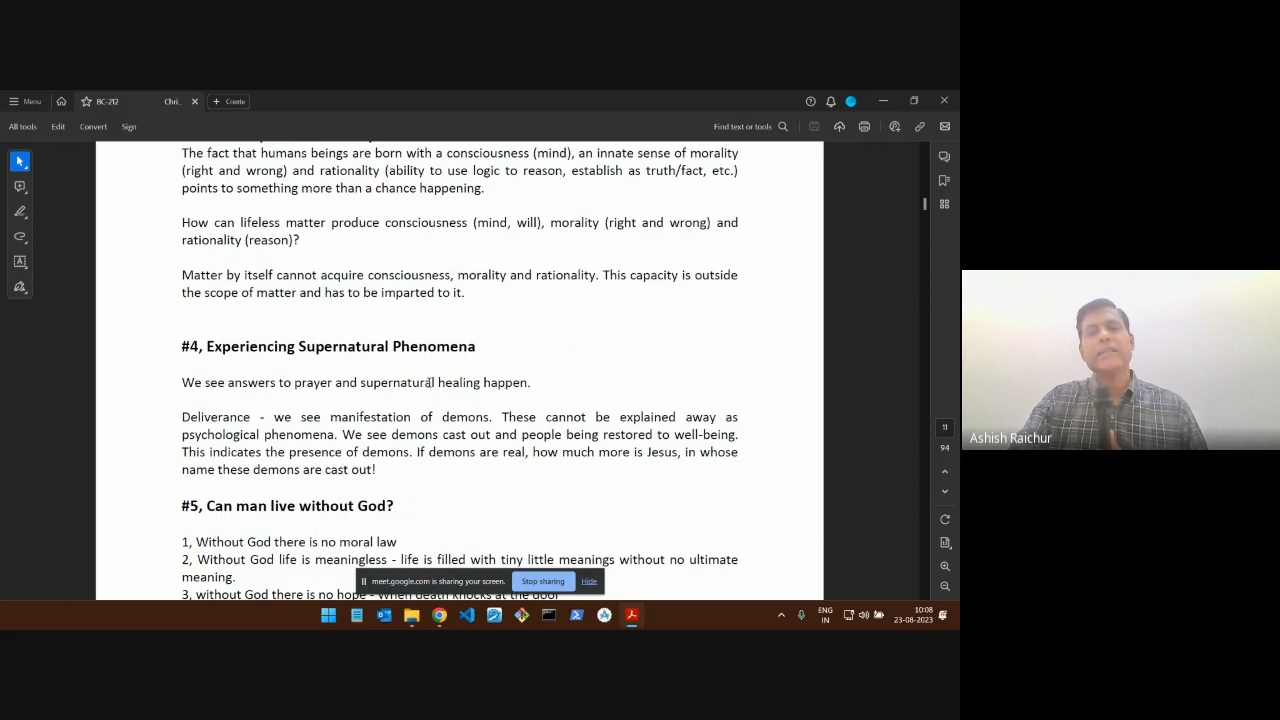 Menu
BC-212
Chri...
Create
All tools
Edit
Convert
Sign
Find text or tools
The fact that humans beings are born with a consciousness (mind), an innate sense of morality
(right and wrong) and rationality (ability to use logic to reason, establish as truth/fact, etc.)
points to something more than a chance happening.
How can lifeless matter produce consciousness (mind, will), morality (right and wrong) and
rationality (reason)?
Matter by itself cannot acquire consciousness, morality and rationality. This capacity is outside
the scope of matter and has to be imparted to it.
#4, Experiencing Supernatural Phenomena
We see answers to prayer and supernatural healing happen.
Deliverance - we see manifestation of demons. These cannot be explained away as
psychological phenomena. We see demons cast out and people being restored to well-being.
This indicates the presence of demons. If demons are real, how much more is Jesus, in whose
name these demons are cast out!
#5, Can man live without God?
1, Without God there is no moral law
2, Without God life is meaningless - life is filled with tiny little meanings without no ultimate
meaning.
3, without God there is no hope - When death knocks at the door
11
94
meet.google.com is sharing your screen.
Stop sharing
Hide
Ashish Raichur
ENG
IN
10:08
23-08-2023